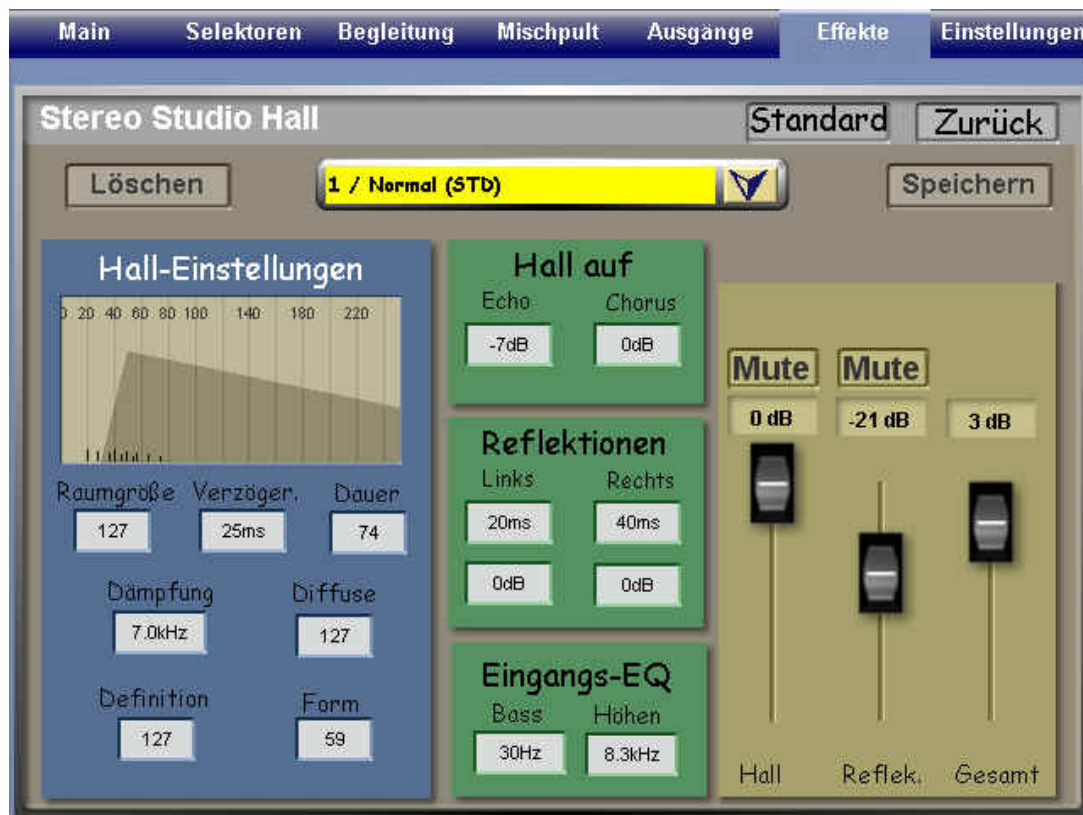 Main Selektoren Begleitung Mischpult Ausgänge Effekte Einstellungen
Stereo Studio Hall Standard Zurück
Löschen 1 / Normal (STD) Speichern
Hall-Einstellungen
0 20 40 60 80 100 140 180 220
Raumgröße Verzöger. Dauer
127 25ms 74
Dämpfung Diffuse
7.0kHz 127
Definition Form
127 59
Hall auf
Echo Chorus
-7dB 0dB
Reflektionen
Links Rechts
20ms 40ms
0dB 0dB
Eingangs-EQ
Bass Höhen
30Hz 8.3kHz
Mute Mute
0 dB -21 dB 3 dB
Hall Reflek. Gesamt